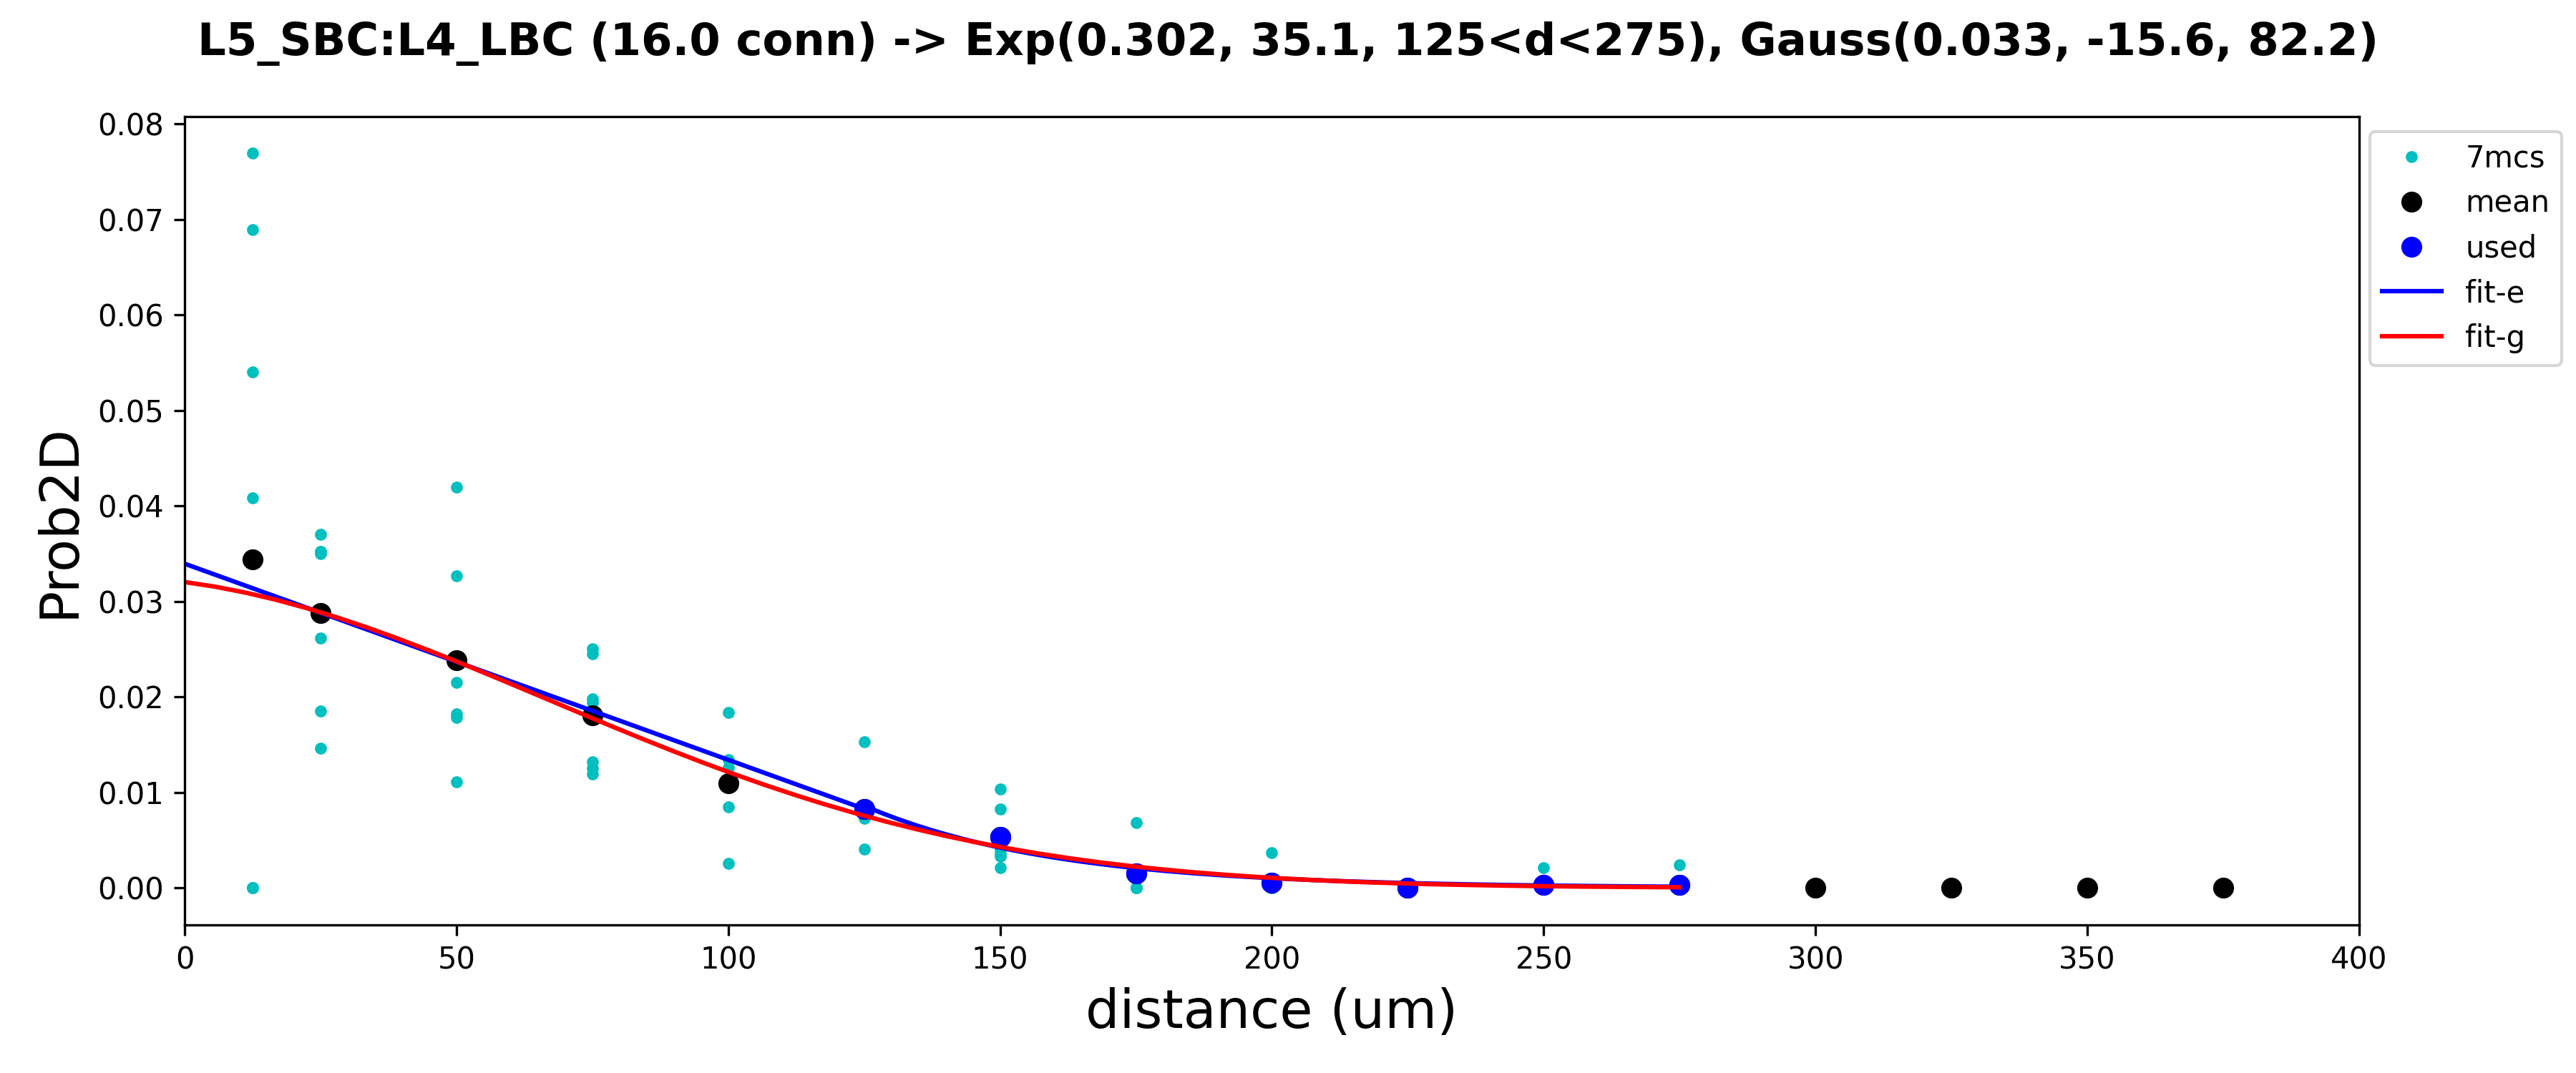 L5_SBC:L4_LBC (16.0 conn) -> Exp(0.302, 35.1, 125<d<275), Gauss(0.033, -15.6, 82.2)
0.08
0.07
0.06
0.05
0.04
0.03
0.02
0.01
0.00
Prob2D
0 50 100 150 200 250 300 350 400
distance (um)
7mcs
mean
used
fit-e
fit-g